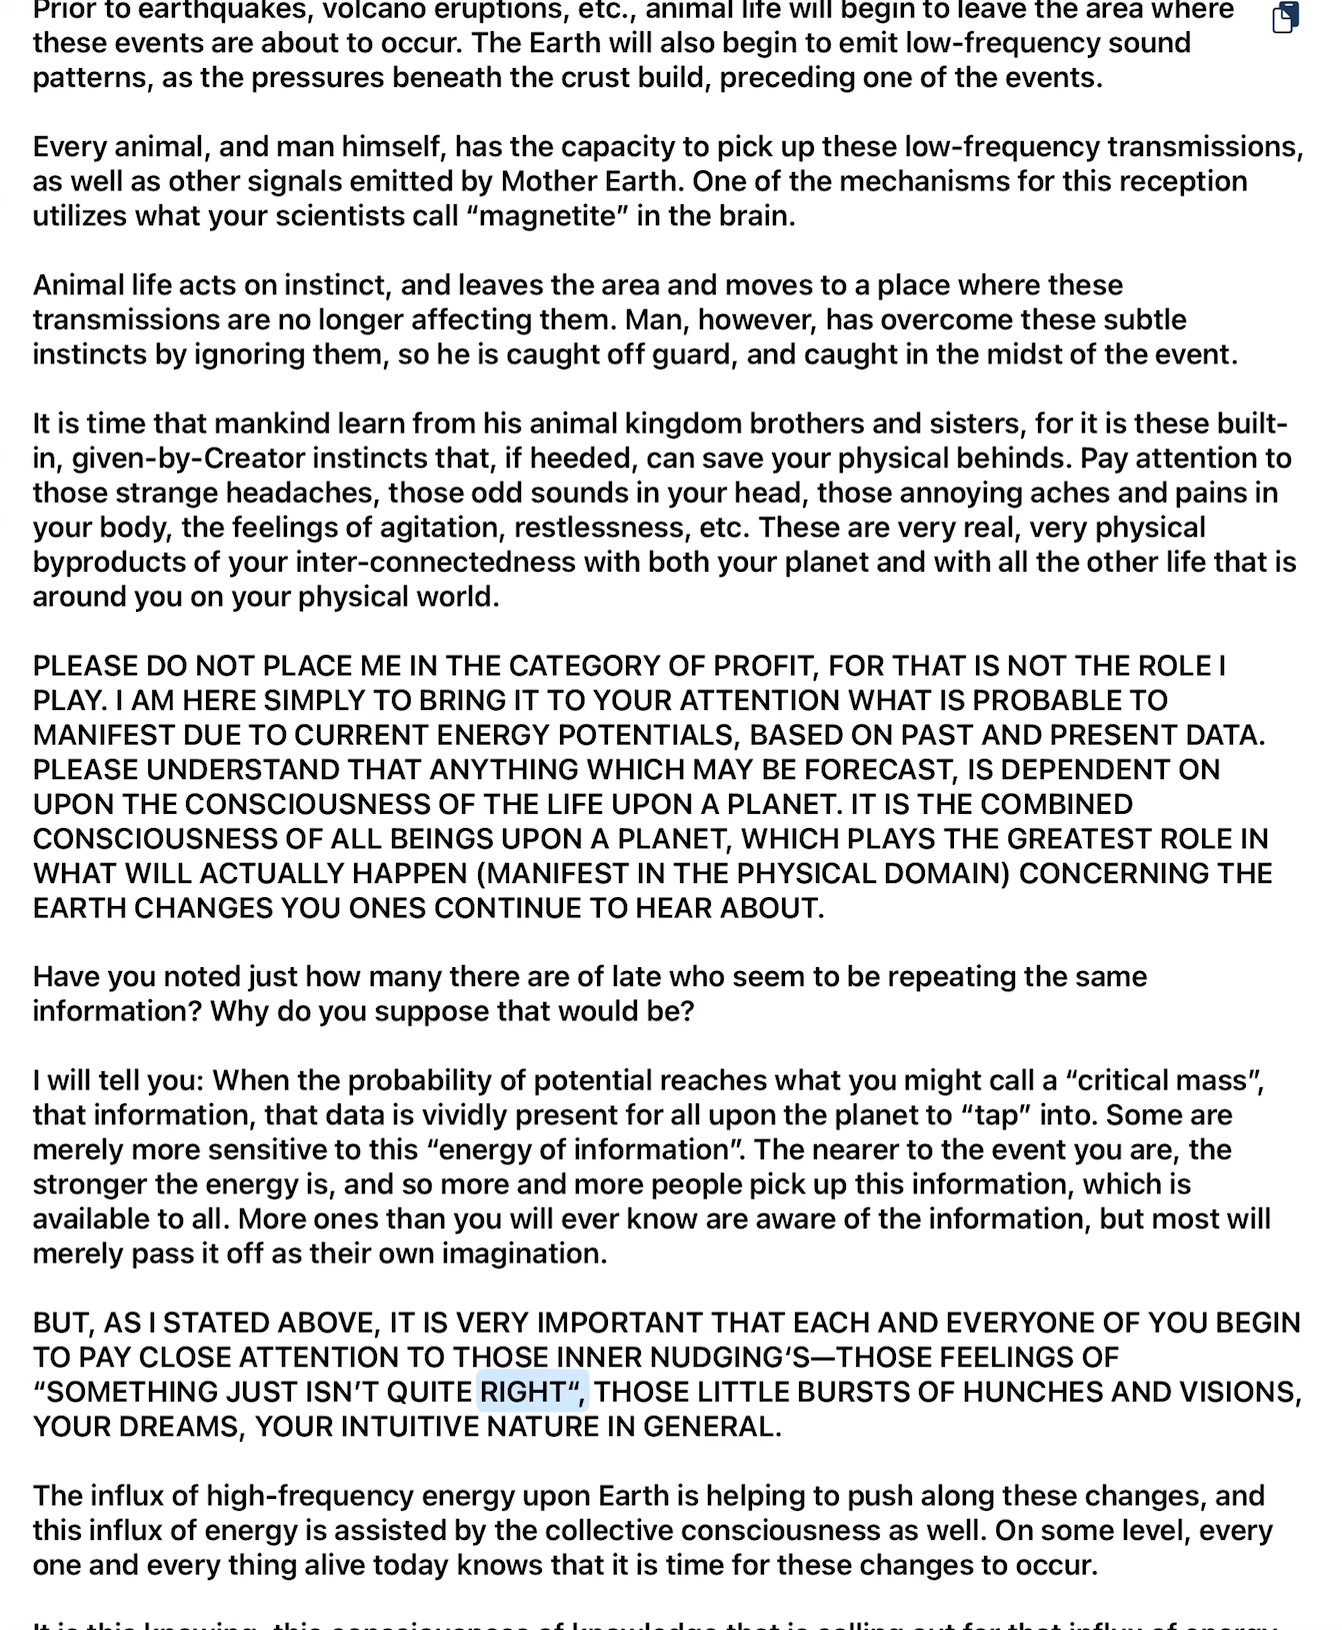 Prior to earthquakes, volcano eruptions, etc., animal life will begin to leave the area where
these events are about to occur. The Earth will also begin to emit low-frequency sound
patterns, as the pressures beneath the crust build, preceding one of the events.
Every animal, and man himself, has the capacity to pick up these low-frequency transmissions,
as well as other signals emitted by Mother Earth. One of the mechanisms for this reception
utilizes what your scientists call “magnetite” in the brain.
Animal life acts on instinct, and leaves the area and moves to a place where these
transmissions are no longer affecting them. Man, however, has overcome these subtle
instincts by ignoring them, so he is caught off guard, and caught in the midst of the event.
It is time that mankind learn from his animal kingdom brothers and sisters, for it is these built-
in, given-by-Creator instincts that, if heeded, can save your physical behinds. Pay attention to
those strange headaches, those odd sounds in your head, those annoying aches and pains in
your body, the feelings of agitation, restlessness, etc. These are very real, very physical
byproducts of your inter-connectedness with both your planet and with all the other life that is
around you on your physical world.
PLEASE DO NOT PLACE ME IN THE CATEGORY OF PROFIT, FOR THAT IS NOT THE ROLE I
PLAY. I AM HERE SIMPLY TO BRING IT TO YOUR ATTENTION WHAT IS PROBABLE TO
MANIFEST DUE TO CURRENT ENERGY POTENTIALS, BASED ON PAST AND PRESENT DATA.
PLEASE UNDERSTAND THAT ANYTHING WHICH MAY BE FORECAST, IS DEPENDENT ON
UPON THE CONSCIOUSNESS OF THE LIFE UPON A PLANET. IT IS THE COMBINED
CONSCIOUSNESS OF ALL BEINGS UPON A PLANET, WHICH PLAYS THE GREATEST ROLE IN
WHAT WILL ACTUALLY HAPPEN (MANIFEST IN THE PHYSICAL DOMAIN) CONCERNING THE
EARTH CHANGES YOU ONES CONTINUE TO HEAR ABOUT.
Have you noted just how many there are of late who seem to be repeating the same
information? Why do you suppose that would be?
I will tell you: When the probability of potential reaches what you might call a “critical mass”,
that information, that data is vividly present for all upon the planet to “tap” into. Some are
merely more sensitive to this “energy of information”. The nearer to the event you are, the
stronger the energy is, and so more and more people pick up this information, which is
available to all. More ones than you will ever know are aware of the information, but most will
merely pass it off as their own imagination.
BUT, AS I STATED ABOVE, IT IS VERY IMPORTANT THAT EACH AND EVERYONE OF YOU BEGIN
TO PAY CLOSE ATTENTION TO THOSE INNER NUDGING‘S—THOSE FEELINGS OF
“SOMETHING JUST ISN’T QUITE RIGHT“, THOSE LITTLE BURSTS OF HUNCHES AND VISIONS,
YOUR DREAMS, YOUR INTUITIVE NATURE IN GENERAL.
The influx of high-frequency energy upon Earth is helping to push along these changes, and
this influx of energy is assisted by the collective consciousness as well. On some level, every
one and every thing alive today knows that it is time for these changes to occur.
It is this knowing, this consciousness of knowledge that is calling out for that influx of energy